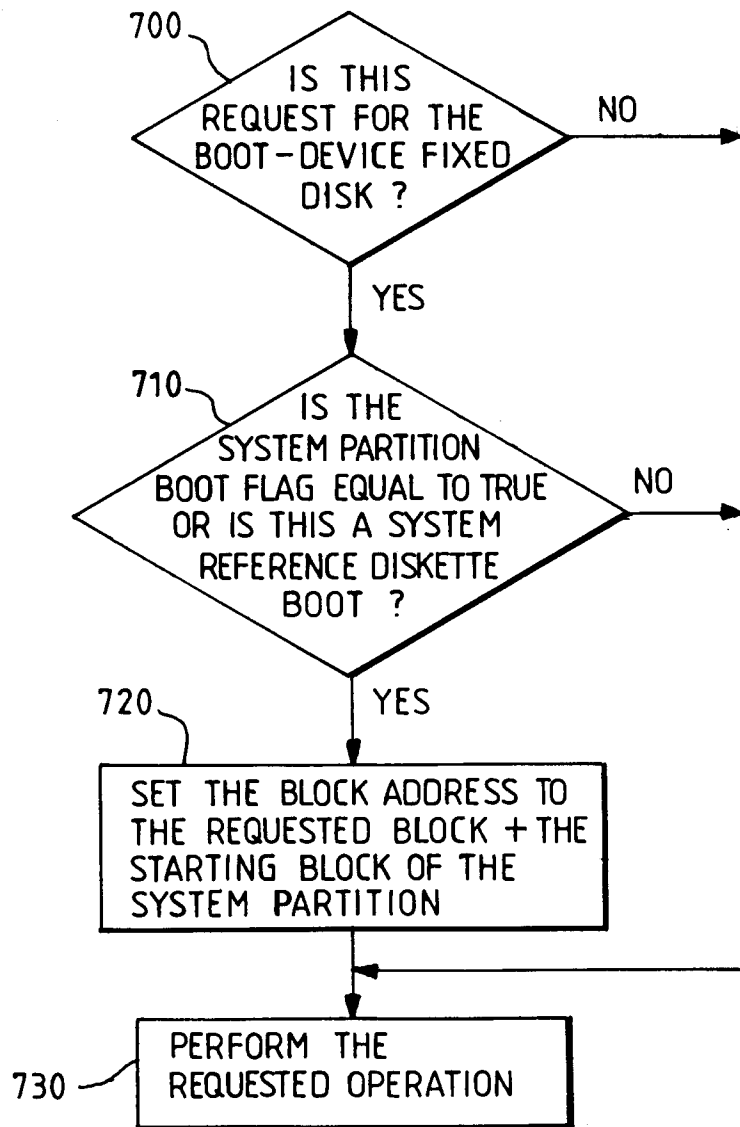 700
IS THIS
REQUEST FOR THE
BOOT-DEVICE FIXED
DISK ?
NO
YES
710
IS THE
SYSTEM PARTITION
BOOT FLAG EQUAL TO TRUE
OR IS THIS A SYSTEM
REFERENCE DISKETTE
BOOT ?
NO
YES
720
SET THE BLOCK ADDRESS TO
THE REQUESTED BLOCK + THE
STARTING BLOCK OF THE
SYSTEM PARTITION
PERFORM THE
REQUESTED OPERATION
730